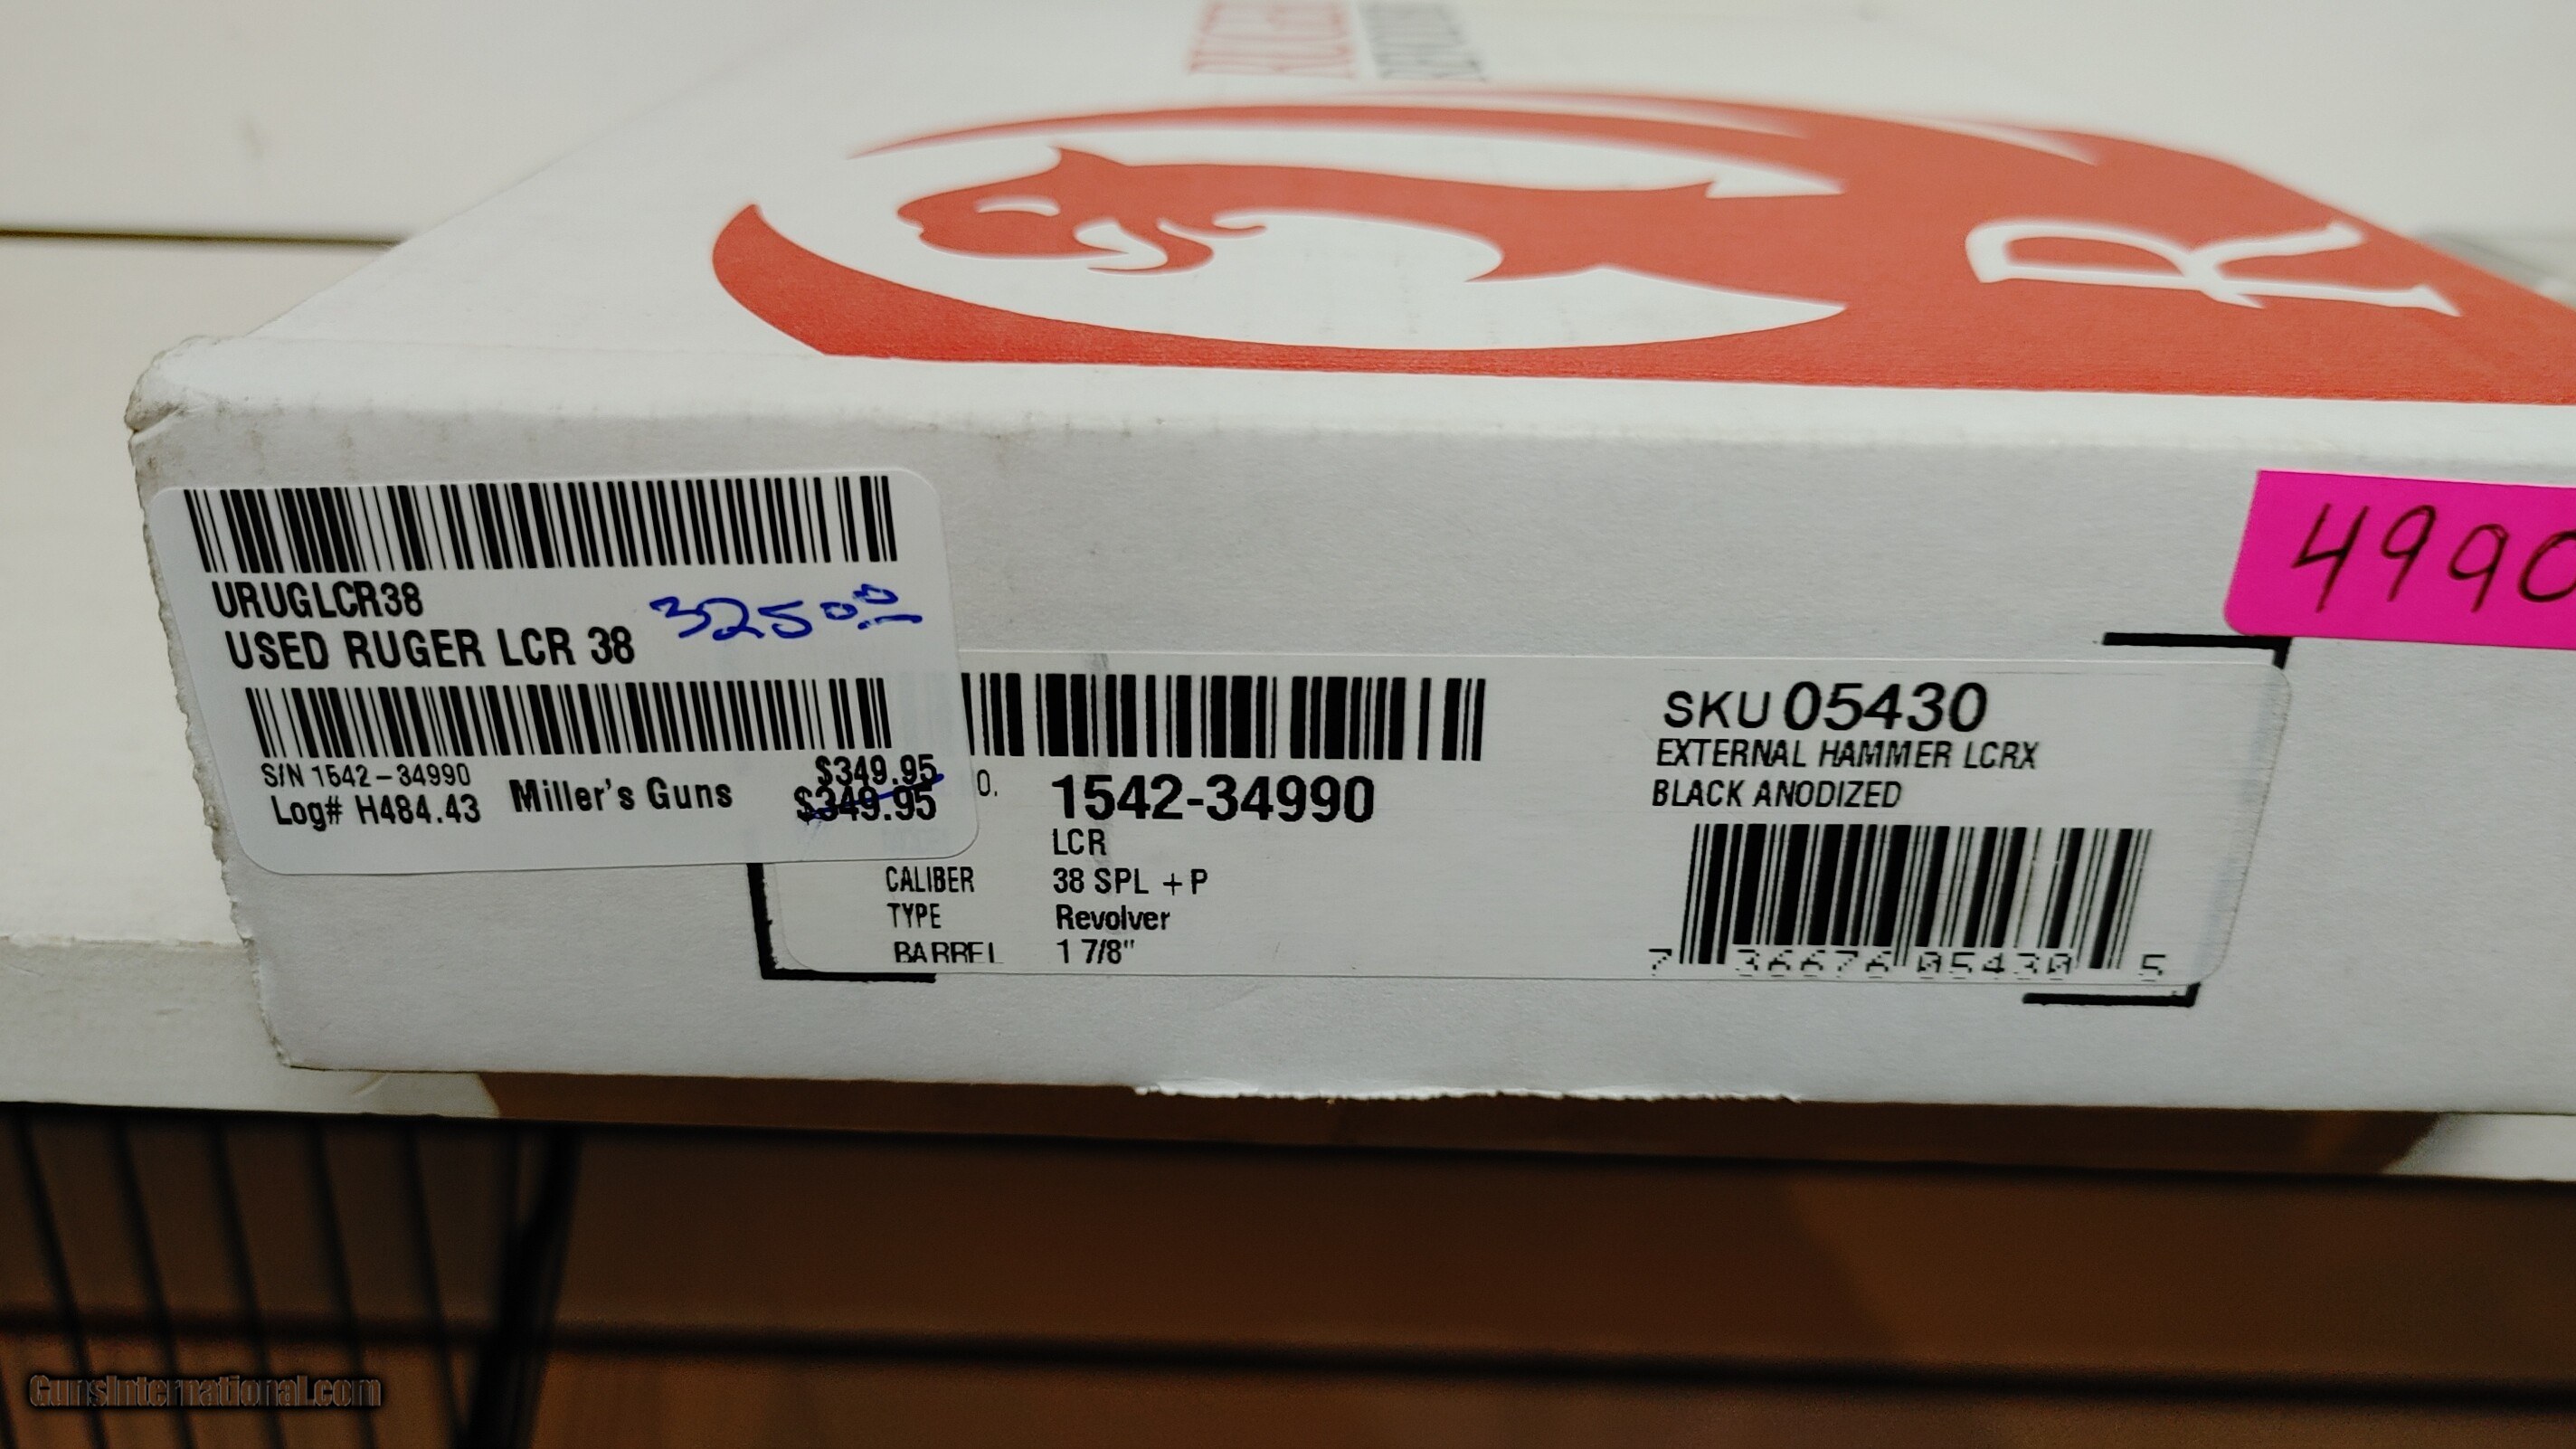 RUGER
R
4990
URUGLCR38
USED RUGER LCR 38
325 00
S/N 1542-34990
Log# H484.43
Miller's Guns
$349.95
$349.95
O.
1542-34990
LCR
CALIBER 38 SPL +P
TYPE Revolver
BARREL 1 7/8"
SKU 05430
EXTERNAL HAMMER LCRX
BLACK ANODIZED
7 36676 05430 5
GunsInternational.com